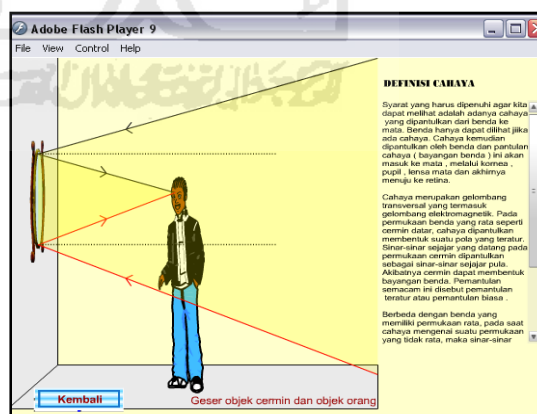 Adobe Flash Player 9
File View Control Help
DEFINISI CAHAYA
Syarat yang harus dipenuhi agar kita
dapat melihat adalah adanya cahaya
yang dipantulkan dari benda ke
mata. Benda hanya dapat dilihat jiika
ada cahaya. Cahaya kemudian
dipantulkan oleh benda dan pantulan
cahaya ( bayangan benda ) ini akan
masuk ke mata , melalui kornea ,
pupil , lensa mata dan akhirnya
menuju ke retina.
Cahaya merupakan gelombang
transversal yang termasuk
gelombang elektromagnetik. Pada
permukaan benda yang rata seperti
cermin datar, cahaya dipantulkan
membentuk suatu pola yang teratur.
Sinar-sinar sejajar yang datang pada
permukaan cermin dipantulkan
sebagai sinar-sinar sejajar pula.
Akibatnya cermin dapat membentuk
bayangan benda. Pemantulan
semacam ini disebut pemantulan
teratur atau pemantulan biasa .
Berbeda dengan benda yang
memiliki permukaan rata, pada saat
cahaya mengenai suatu permukaan
yang tidak rata, maka sinar-sinar
Kembali
Geser objek cermin dan objek orang